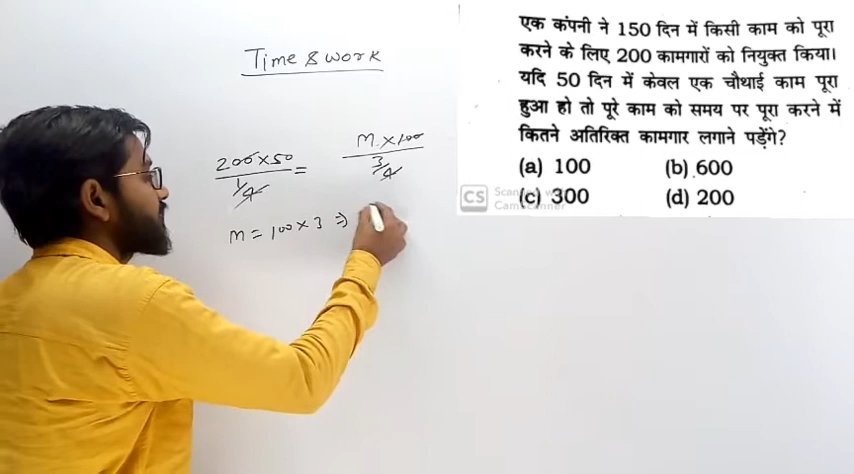 Time & work
200×50 = M×100
1/4 3/4
M = 100×3 ⇒
एक कंपनी ने 150 दिन में किसी काम को पूरा
करने के लिए 200 कामगारों को नियुक्त किया।
यदि 50 दिन में केवल एक चौथाई काम पूरा
हुआ हो तो पूरे काम को समय पर पूरा करने में
कितने अतिरिक्त कामगार लगाने पड़ेंगे?
(a) 100 (b) 600
(c) 300 (d) 200
CS